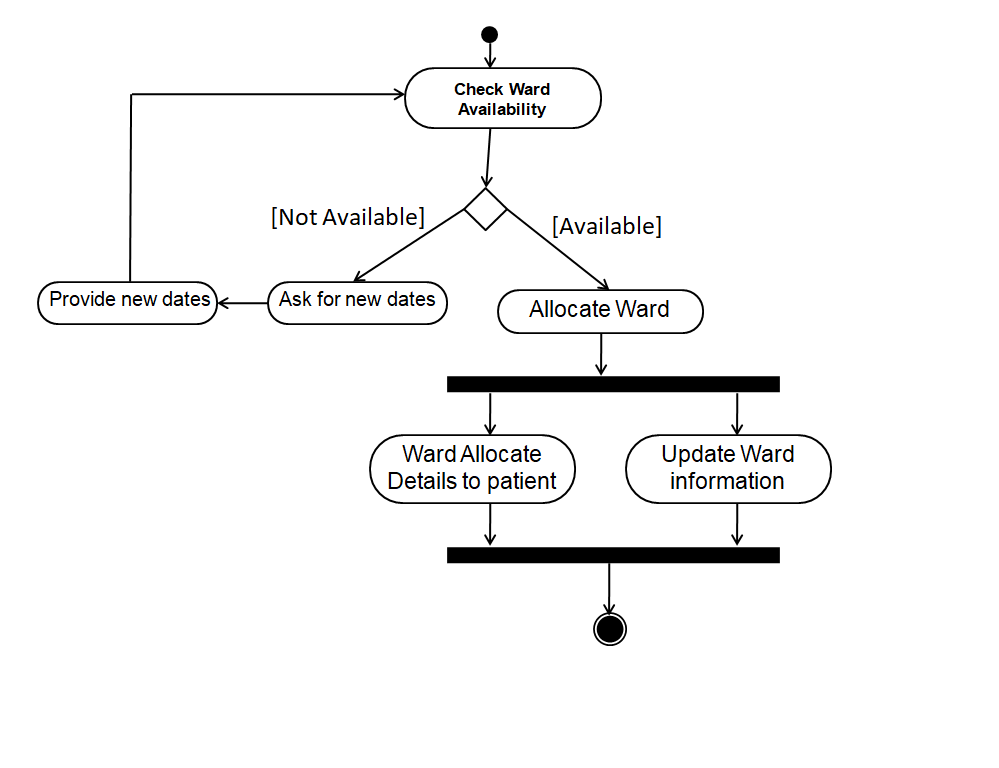 Check Ward
Availability
[Not Available]
[Available]
Provide new dates
Ask for new dates
Allocate Ward
Ward Allocate
Details to patient
Update Ward
information